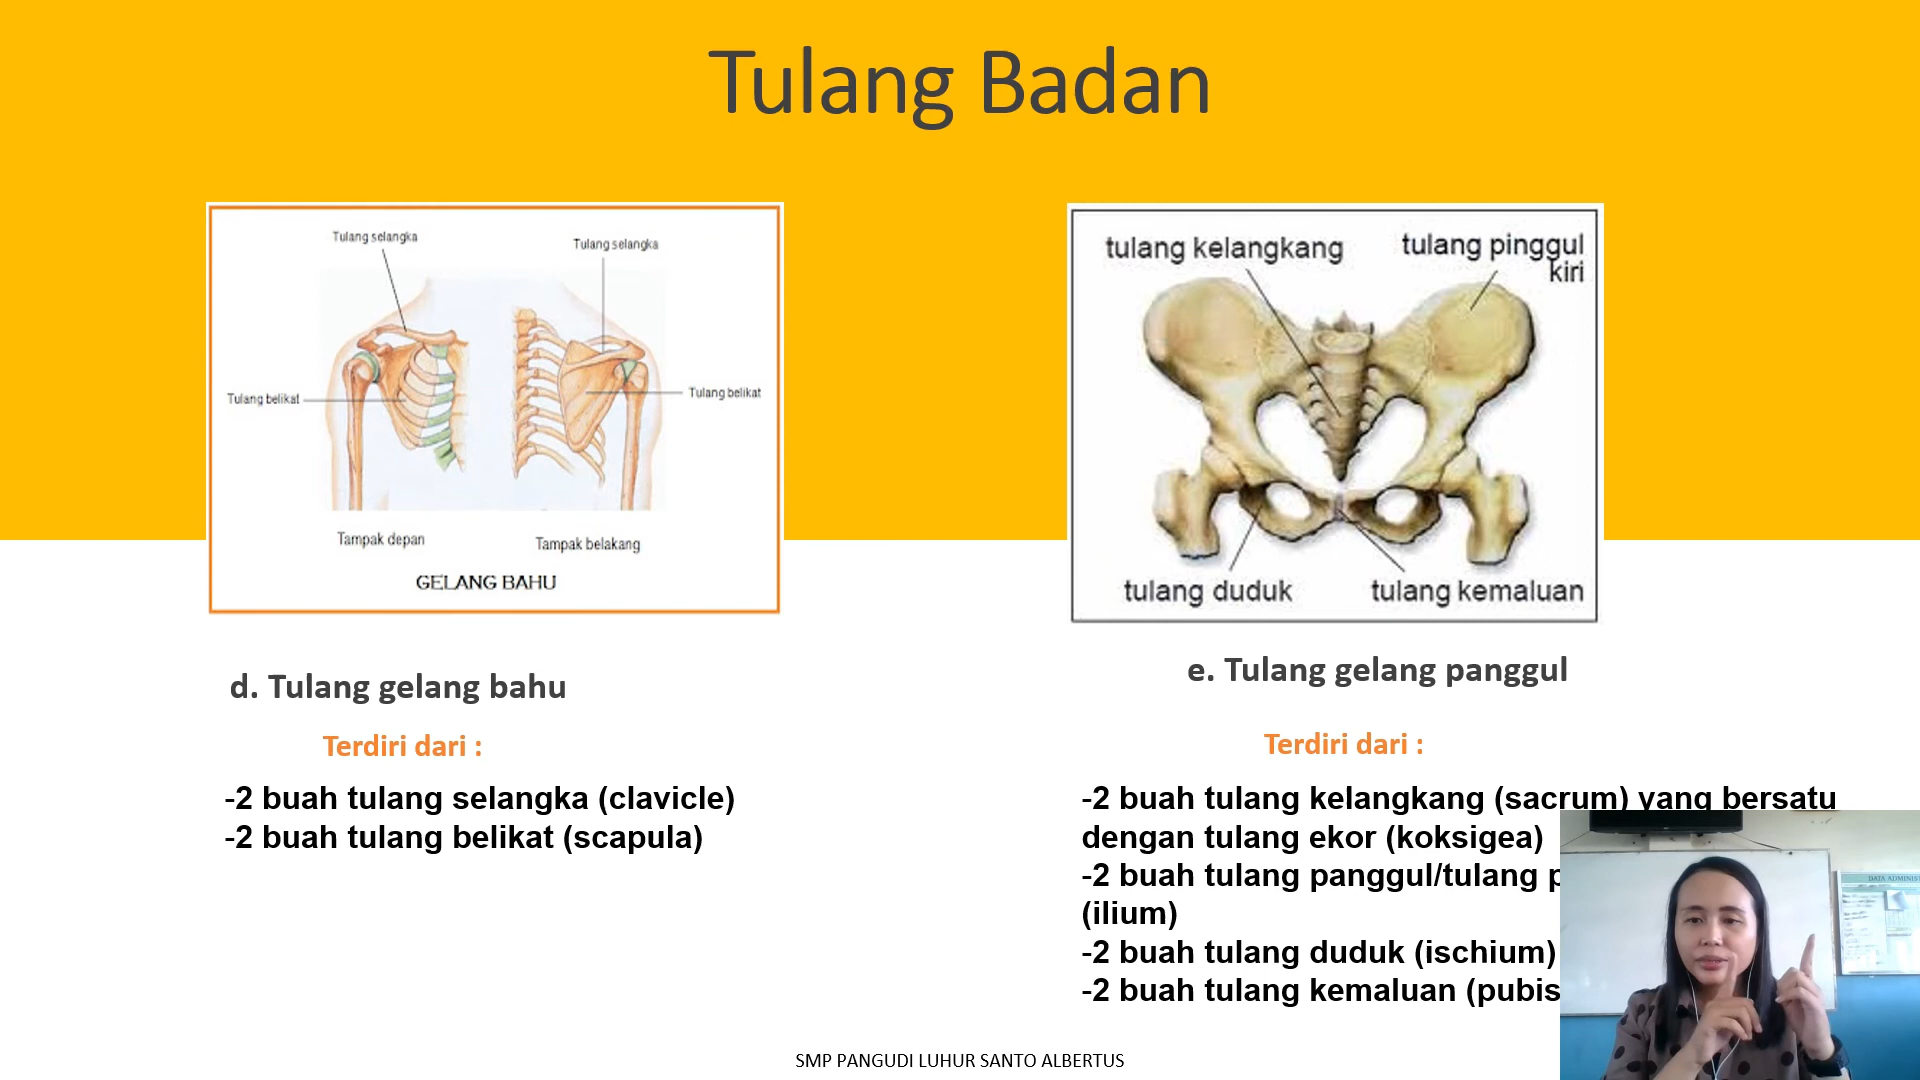 Tulang Badan
Tulang selangka
Tulang selangka
Tulang belikat
Tulang belikat
Tampak depan
Tampak belakang
GELANG BAHU
tulang kelangkang
tulang pinggul
kiri
tulang duduk
tulang kemaluan
d. Tulang gelang bahu
Terdiri dari :
-2 buah tulang selangka (clavicle)
-2 buah tulang belikat (scapula)
e. Tulang gelang panggul
Terdiri dari :
-2 buah tulang kelangkang (sacrum) yang bersatu
dengan tulang ekor (koksigea)
-2 buah tulang panggul/tulang
(ilium)
-2 buah tulang duduk (ischium)
-2 buah tulang kemaluan (pubis
DATA
SMP PANGUDI LUHUR SANTO ALBERTUS